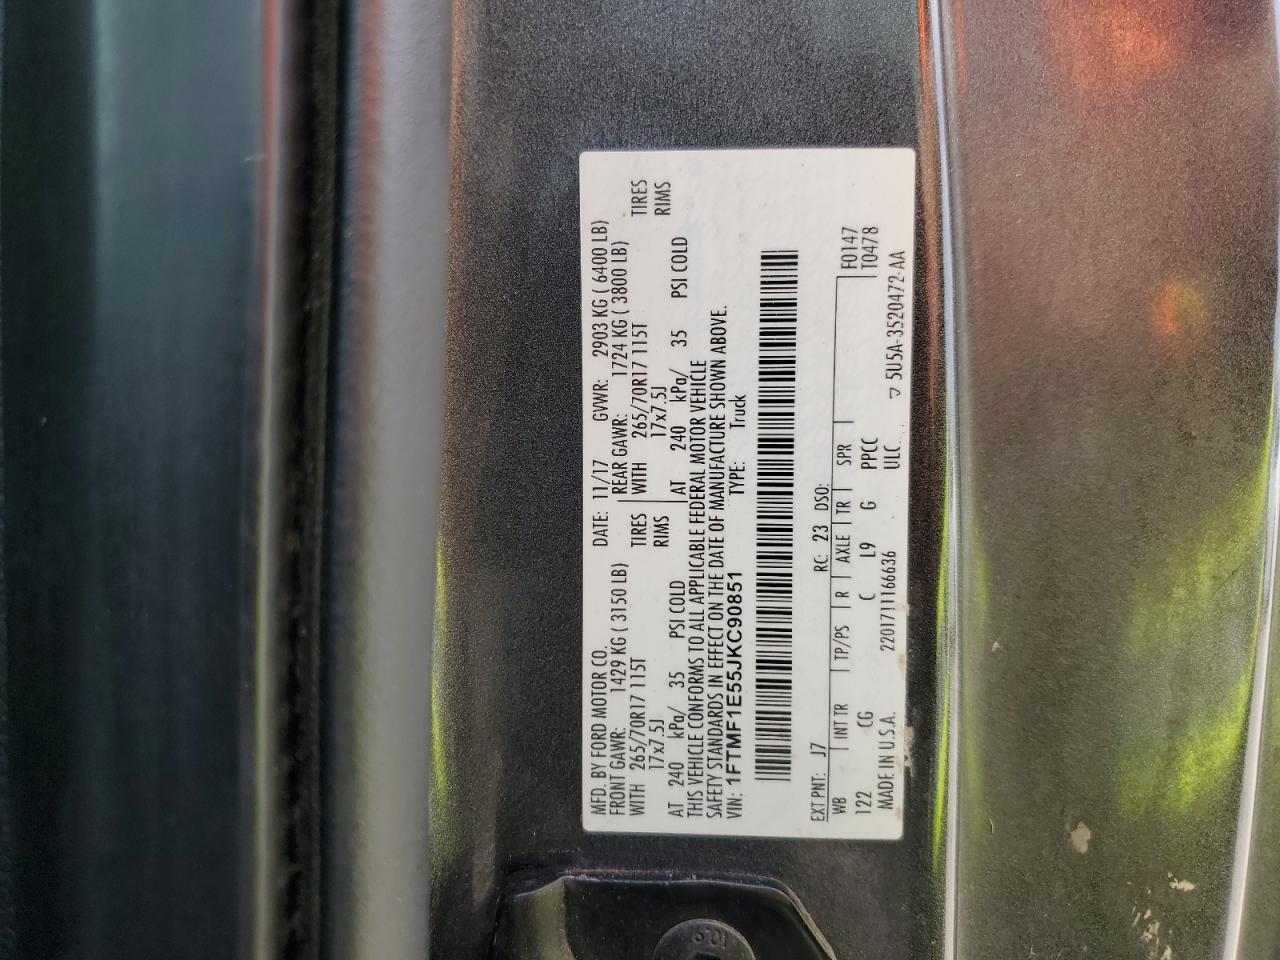 MFD. BY FORD MOTOR CO. DATE: 11/17 GVWR: 2903 KG ( 6400 LB)
FRONT GAWR: 1429 KG ( 3150 LB) REAR GAWR: 1724 KG ( 3800 LB)
WITH 265/70R17 115T TIRES WITH 265/70R17 115T TIRES
17x7.5J RIMS 17x7.5J RIMS
AT 240 kPa/ 35 PSI COLD AT 240 kPa/ 35 PSI COLD
THIS VEHICLE CONFORMS TO ALL APPLICABLE FEDERAL MOTOR VEHICLE
SAFETY STANDARDS IN EFFECT ON THE DATE OF MANUFACTURE SHOWN ABOVE.
VIN: 1FTMF1E55JKC90851 TYPE: Truck
EXT PNT: J7 RC: 23 DSO:
WB INT TR TP/PS R AXLE TR SPR F0147
122 CG C L9 G PPCC T0478
MADE IN U.S.A. 220171116636 ULC 5U5A-3520472-AA